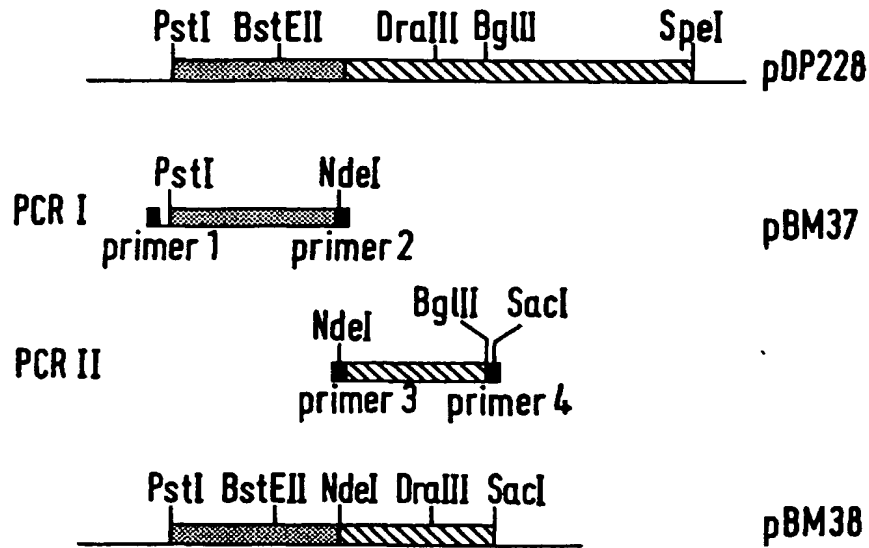 PstI BstEII DraIII BglII SpeI
pDP228
PstI NdeI
PCR I
pBM37
primer 1 primer 2
BglII SacI
NdeI
PCR II
primer 3 primer 4
PstI BstEII NdeI DraIII SacI
pBM38